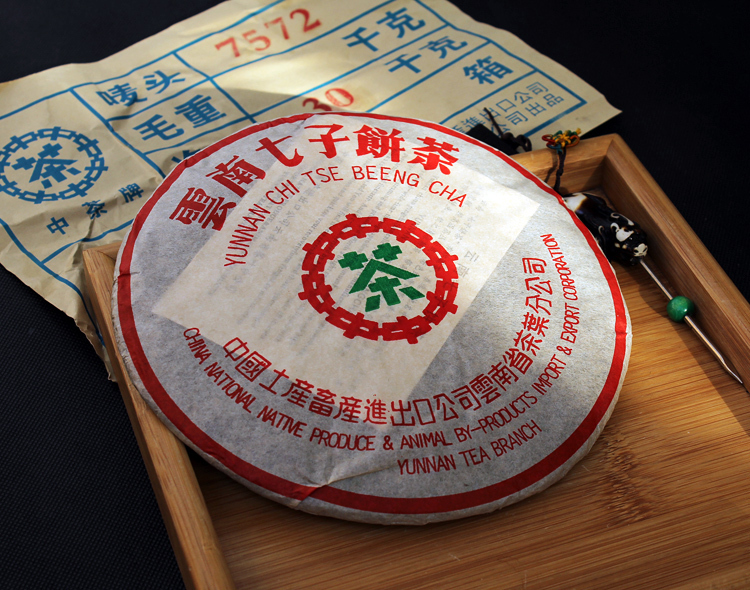 唛头 7572
毛重 30 千克
千克
箱
進出口公司
公司出品
茶
中茶牌
雲南七子餅茶
YUNNAN CHI TSE BEENG CHA
茶
中國土產畜產進出口公司雲南省茶葉分公司
CHINA NATIONAL NATIVE PRODUCE & ANIMAL BY-PRODUCTS IMPORT & EXPORT CORPORATION
YUNNAN TEA BRANCH